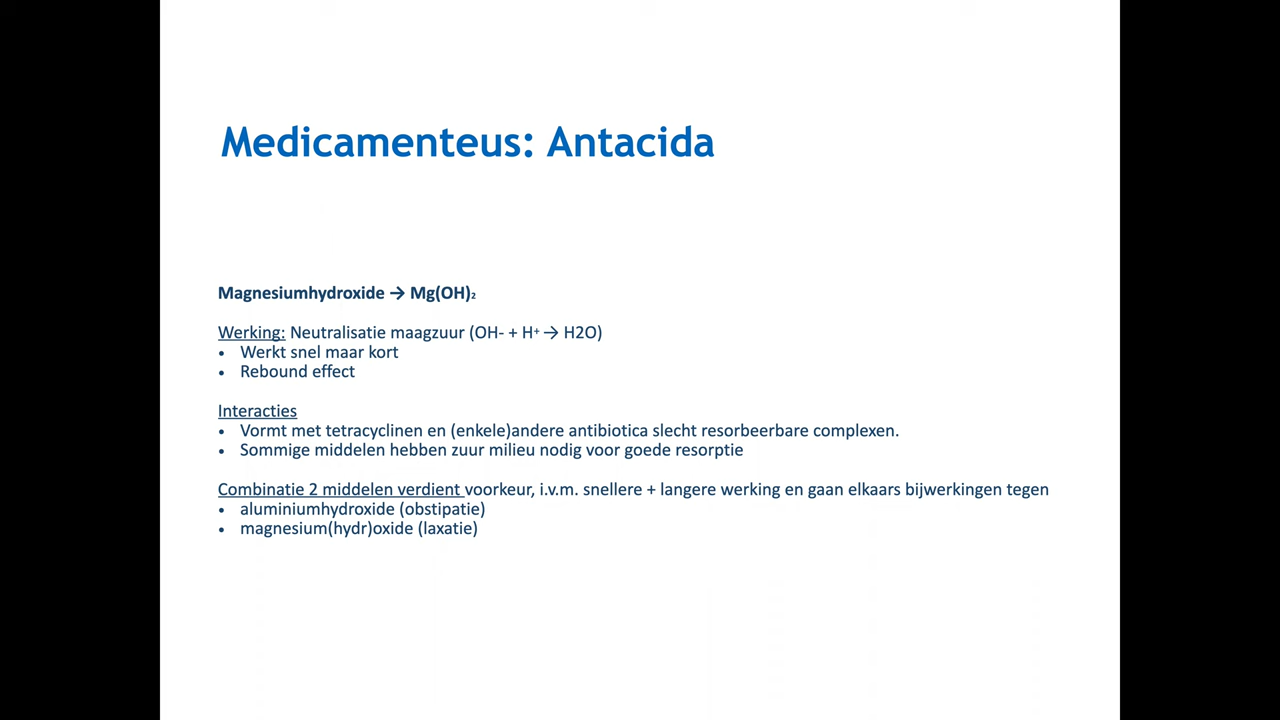 Medicamenteus: Antacida
Magnesiumhydroxide → Mg(OH)₂
Werking: Neutralisatie maagzuur (OH- + H⁺ → H2O)
• Werkt snel maar kort
• Rebound effect
Interacties
• Vormt met tetracyclinen en (enkele)andere antibiotica slecht resorbeerbare complexen.
• Sommige middelen hebben zuur milieu nodig voor goede resorptie
Combinatie 2 middelen verdient voorkeur, i.v.m. snellere + langere werking en gaan elkaars bijwerkingen tegen
• aluminiumhydroxide (obstipatie)
• magnesium(hydr)oxide (laxatie)